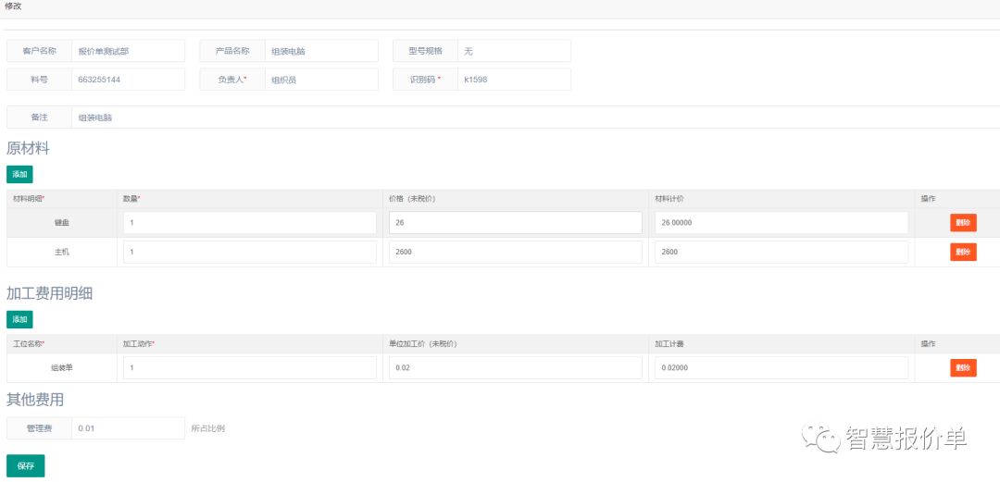 修改
客户名称 报价单测试部 产品名称 组装电脑 型号规格 无
料号 663255144 负责人* 组织员 识别码 * k1598
备注 组装电脑
原材料
添加
材料明细* 数量* 价格（未税价） 材料计价 操作
键盘 1 26 26.00000 删除
主机 1 2600 2600 删除
加工费用明细
添加
工位名称* 加工动作* 单位加工价（未税价） 加工计费 操作
组装单 1 0.02 0.02000 删除
其他费用
管理费 0.01 所占比例
智慧报价单
保存